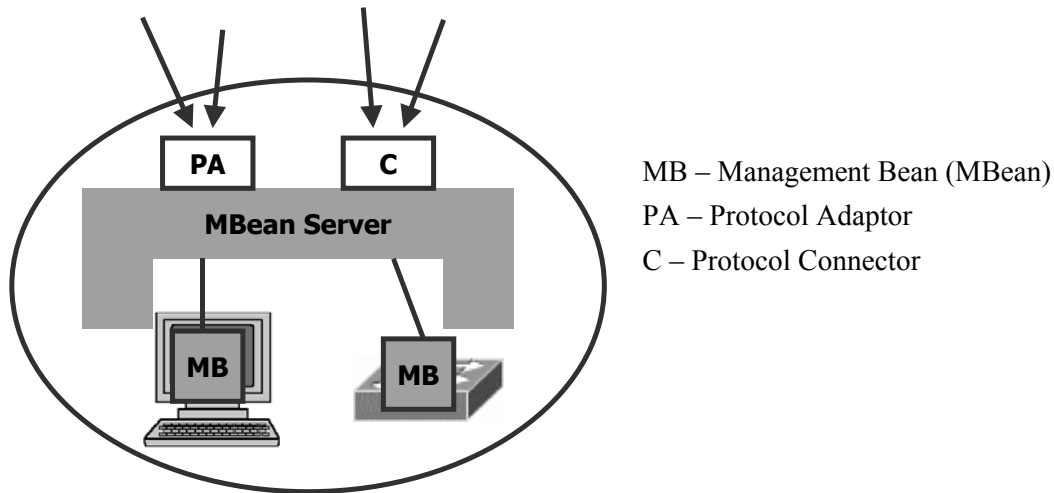 PA
C
MBean Server
MB
MB
MB – Management Bean (MBean)
PA – Protocol Adaptor
C – Protocol Connector